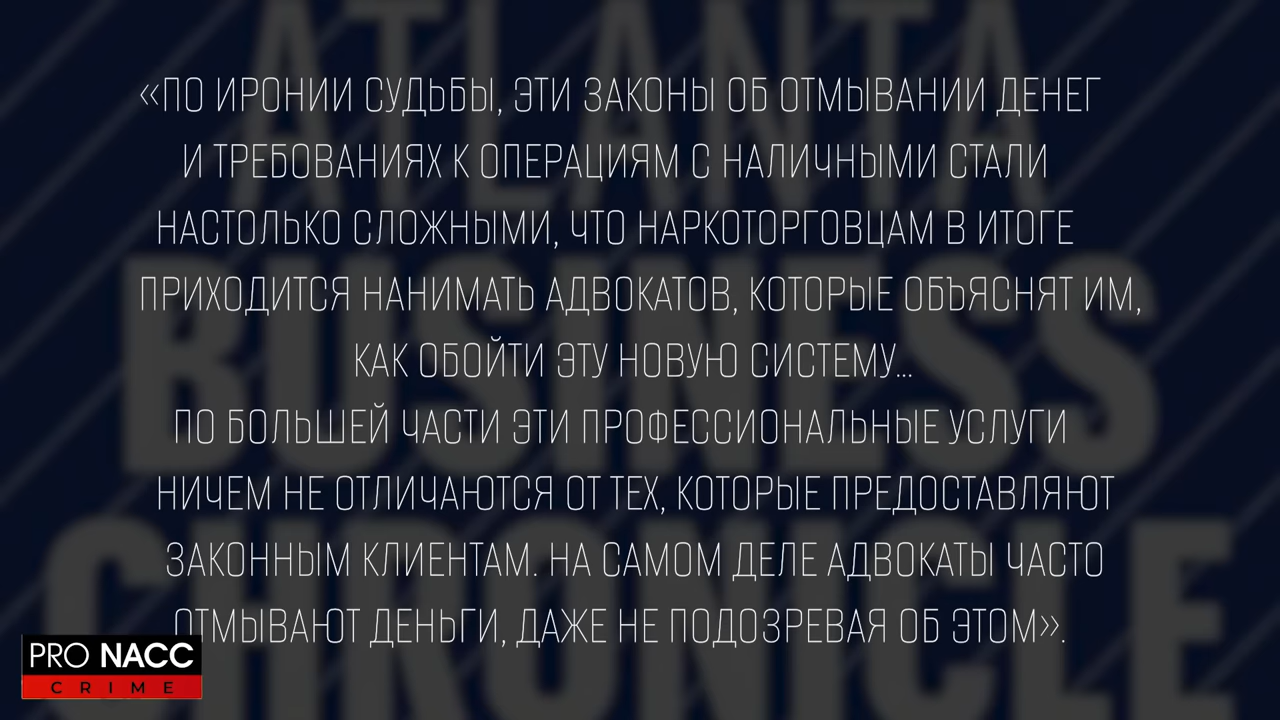 «ПО ИРОНИИ СУДЬБЫ, ЭТИ ЗАКОНЫ ОБ ОТМЫВАНИИ ДЕНЕГ
И ТРЕБОВАНИЯХ К ОПЕРАЦИЯМ С НАЛИЧНЫМИ СТАЛИ
НАСТОЛЬКО СЛОЖНЫМИ, ЧТО НАРКОТОРГОВЦАМ В ИТОГЕ
ПРИХОДИТСЯ НАНИМАТЬ АДВОКАТОВ, КОТОРЫЕ ОБЪЯСНЯТ ИМ,
КАК ОБОЙТИ ЭТУ НОВУЮ СИСТЕМУ...
ПО БОЛЬШЕЙ ЧАСТИ ЭТИ ПРОФЕССИОНАЛЬНЫЕ УСЛУГИ
НИЧЕМ НЕ ОТЛИЧАЮТСЯ ОТ ТЕХ, КОТОРЫЕ ПРЕДОСТАВЛЯЮТ
ЗАКОННЫМ КЛИЕНТАМ. НА САМОМ ДЕЛЕ АДВОКАТЫ ЧАСТО
ОТМЫВАЮТ ДЕНЬГИ, ДАЖЕ НЕ ПОДОЗРЕВАЯ ОБ ЭТОМ».
ATLANTA
BUSINESS
CHRONICLE
PRO NACC
CRIME